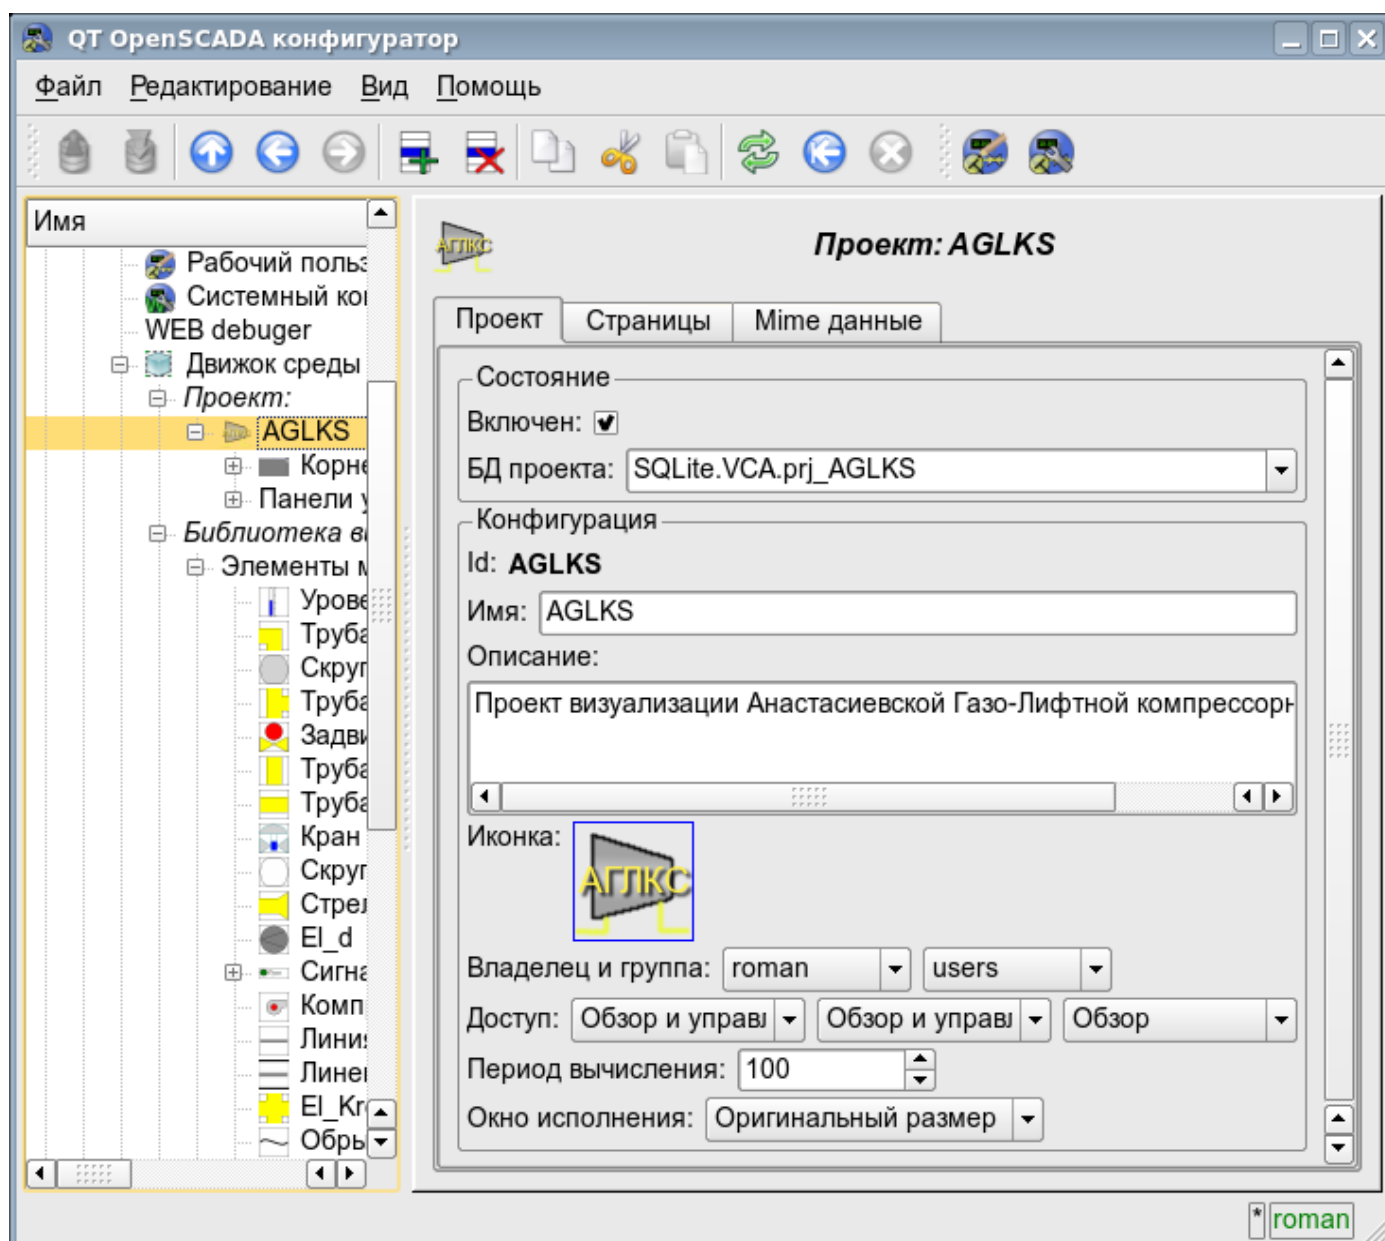 QT OpenSCADA конфигуратор
Файл Редактирование Вид Помощь
Имя
Рабочий польз
Системный ко
WEB debuger
Движок среды
Проект:
AGLKS
Корне
Панели у
Библиотека в
Элементы м
Урове
Труба
Скруг
Труба
Задви
Труба
Труба
Кран
Скруг
Стрел
El_d
Сигна
Комп
Линия
Линей
El_Kr
Обры
АГЛКС
Проект: AGLKS
Проект Страницы Mime данные
Состояние
Включен:
БД проекта: SQLite.VCA.prj_AGLKS
Конфигурация
Id: AGLKS
Имя: AGLKS
Описание:
Проект визуализации Анастасиевской Газо-Лифтной компрессорн
Иконка: АГЛКС
Владелец и группа: roman users
Доступ: Обзор и управл Обзор и управл Обзор
Период вычисления: 100
Окно исполнения: Оригинальный размер
* roman